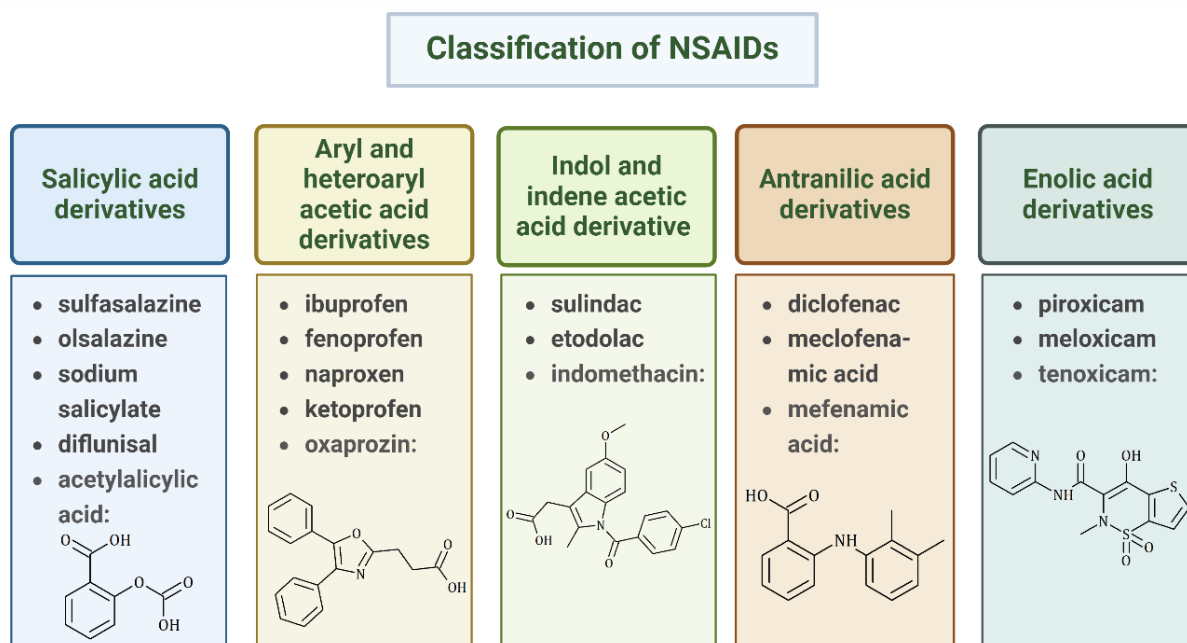 Classification of NSAIDs
Salicylic acid
derivatives
Aryl and
heteroaryl
acetic acid
derivatives
Indol and
indene acetic
acid derivative
Antranilic acid
derivatives
Enolic acid
derivatives
• sulfasalazine
• olsalazine
• sodium
salicylate
• diflunisal
• acetylalicylic
acid:
O
OH
O
O
OH
• ibuprofen
• fenoprofen
• naproxen
• ketoprofen
• oxaprozin:
O
N
O
OH
• sulindac
• etodolac
• indomethacin:
O
O
OH
N
O
Cl
• diclofenac
• meclofena-
mic acid
• mefenamic
acid:
HO
O
NH
• piroxicam
• meloxicam
• tenoxicam:
N
O
OH
NH
S
N
S
O
O